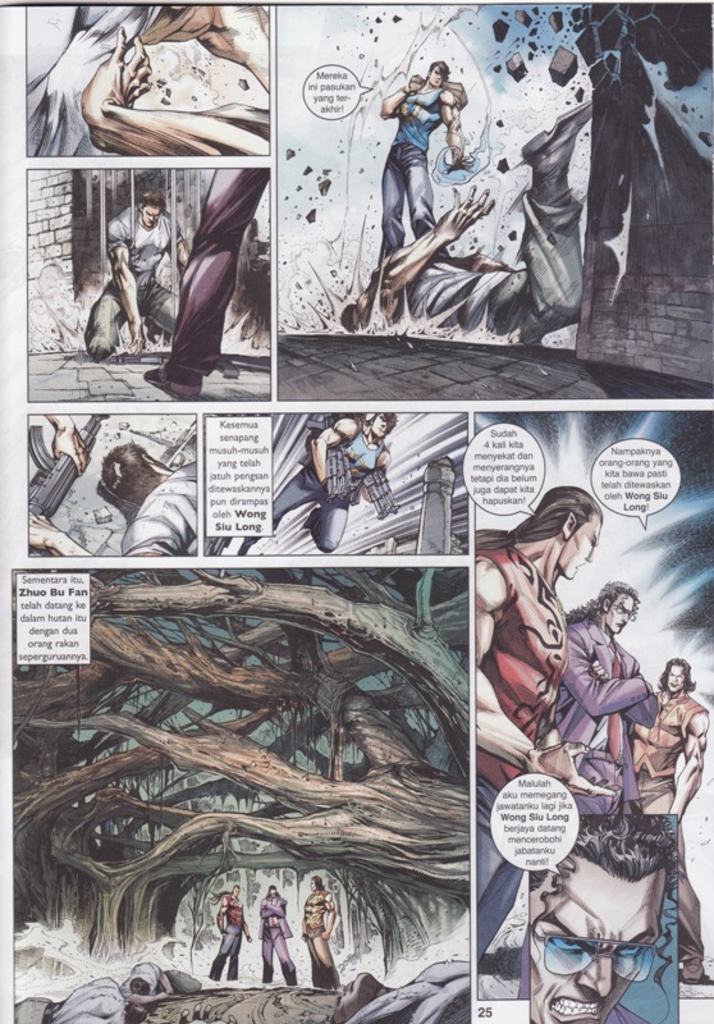 Mereka
ini pasukan
yang ter-
akhir!
Kesemua
senapang
musuh-musuh
yang telah
jatuh pengsan
ditewaskannya
pun dirampas
oleh Wong
Siu Long.
Sudah
4 kali kita
menyekat dan
menyerangnya
tetapi dia belum
juga dapat kita
hapuskan!
Nampaknya
orang-orang yang
kita bawa pasti
telah ditewaskan
oleh Wong Siu
Long!
Sementara itu,
Zhuo Bu Fan
telah datang ke
dalam hutan itu
dengan dua
orang rakan
seperguruannya.
Malulah
aku memegang
jawatanku lagi jika
Wong Siu Long
berjaya datang
mencerobohi
jabatanku
nanti!
25